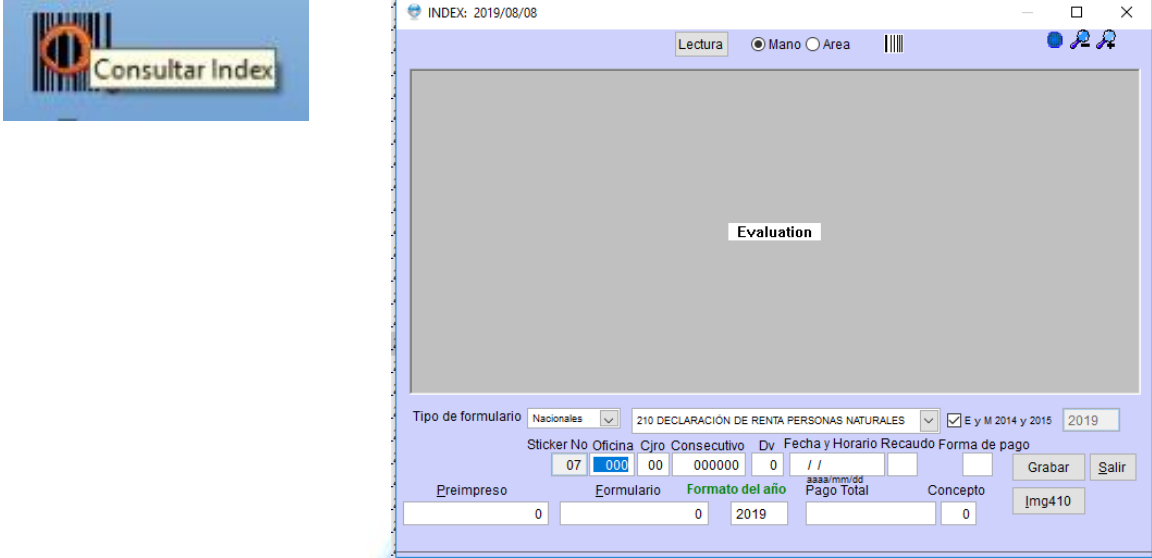 Consultar Index
INDEX: 2019/08/08
Lectura Mano Area
Evaluation
Tipo de formulario Nacionales 210 DECLARACIÓN DE RENTA PERSONAS NATURALES E y M 2014 y 2015 2019
Sticker No Oficina Cjro Consecutivo Dv Fecha y Horario Recaudo Forma de pago
07 000 00 000000 0 / / Grabar Salir
aaaa/mm/dd
Preimpreso Formulario Formato del año Pago Total Concepto
Img410
0 0 2019 0